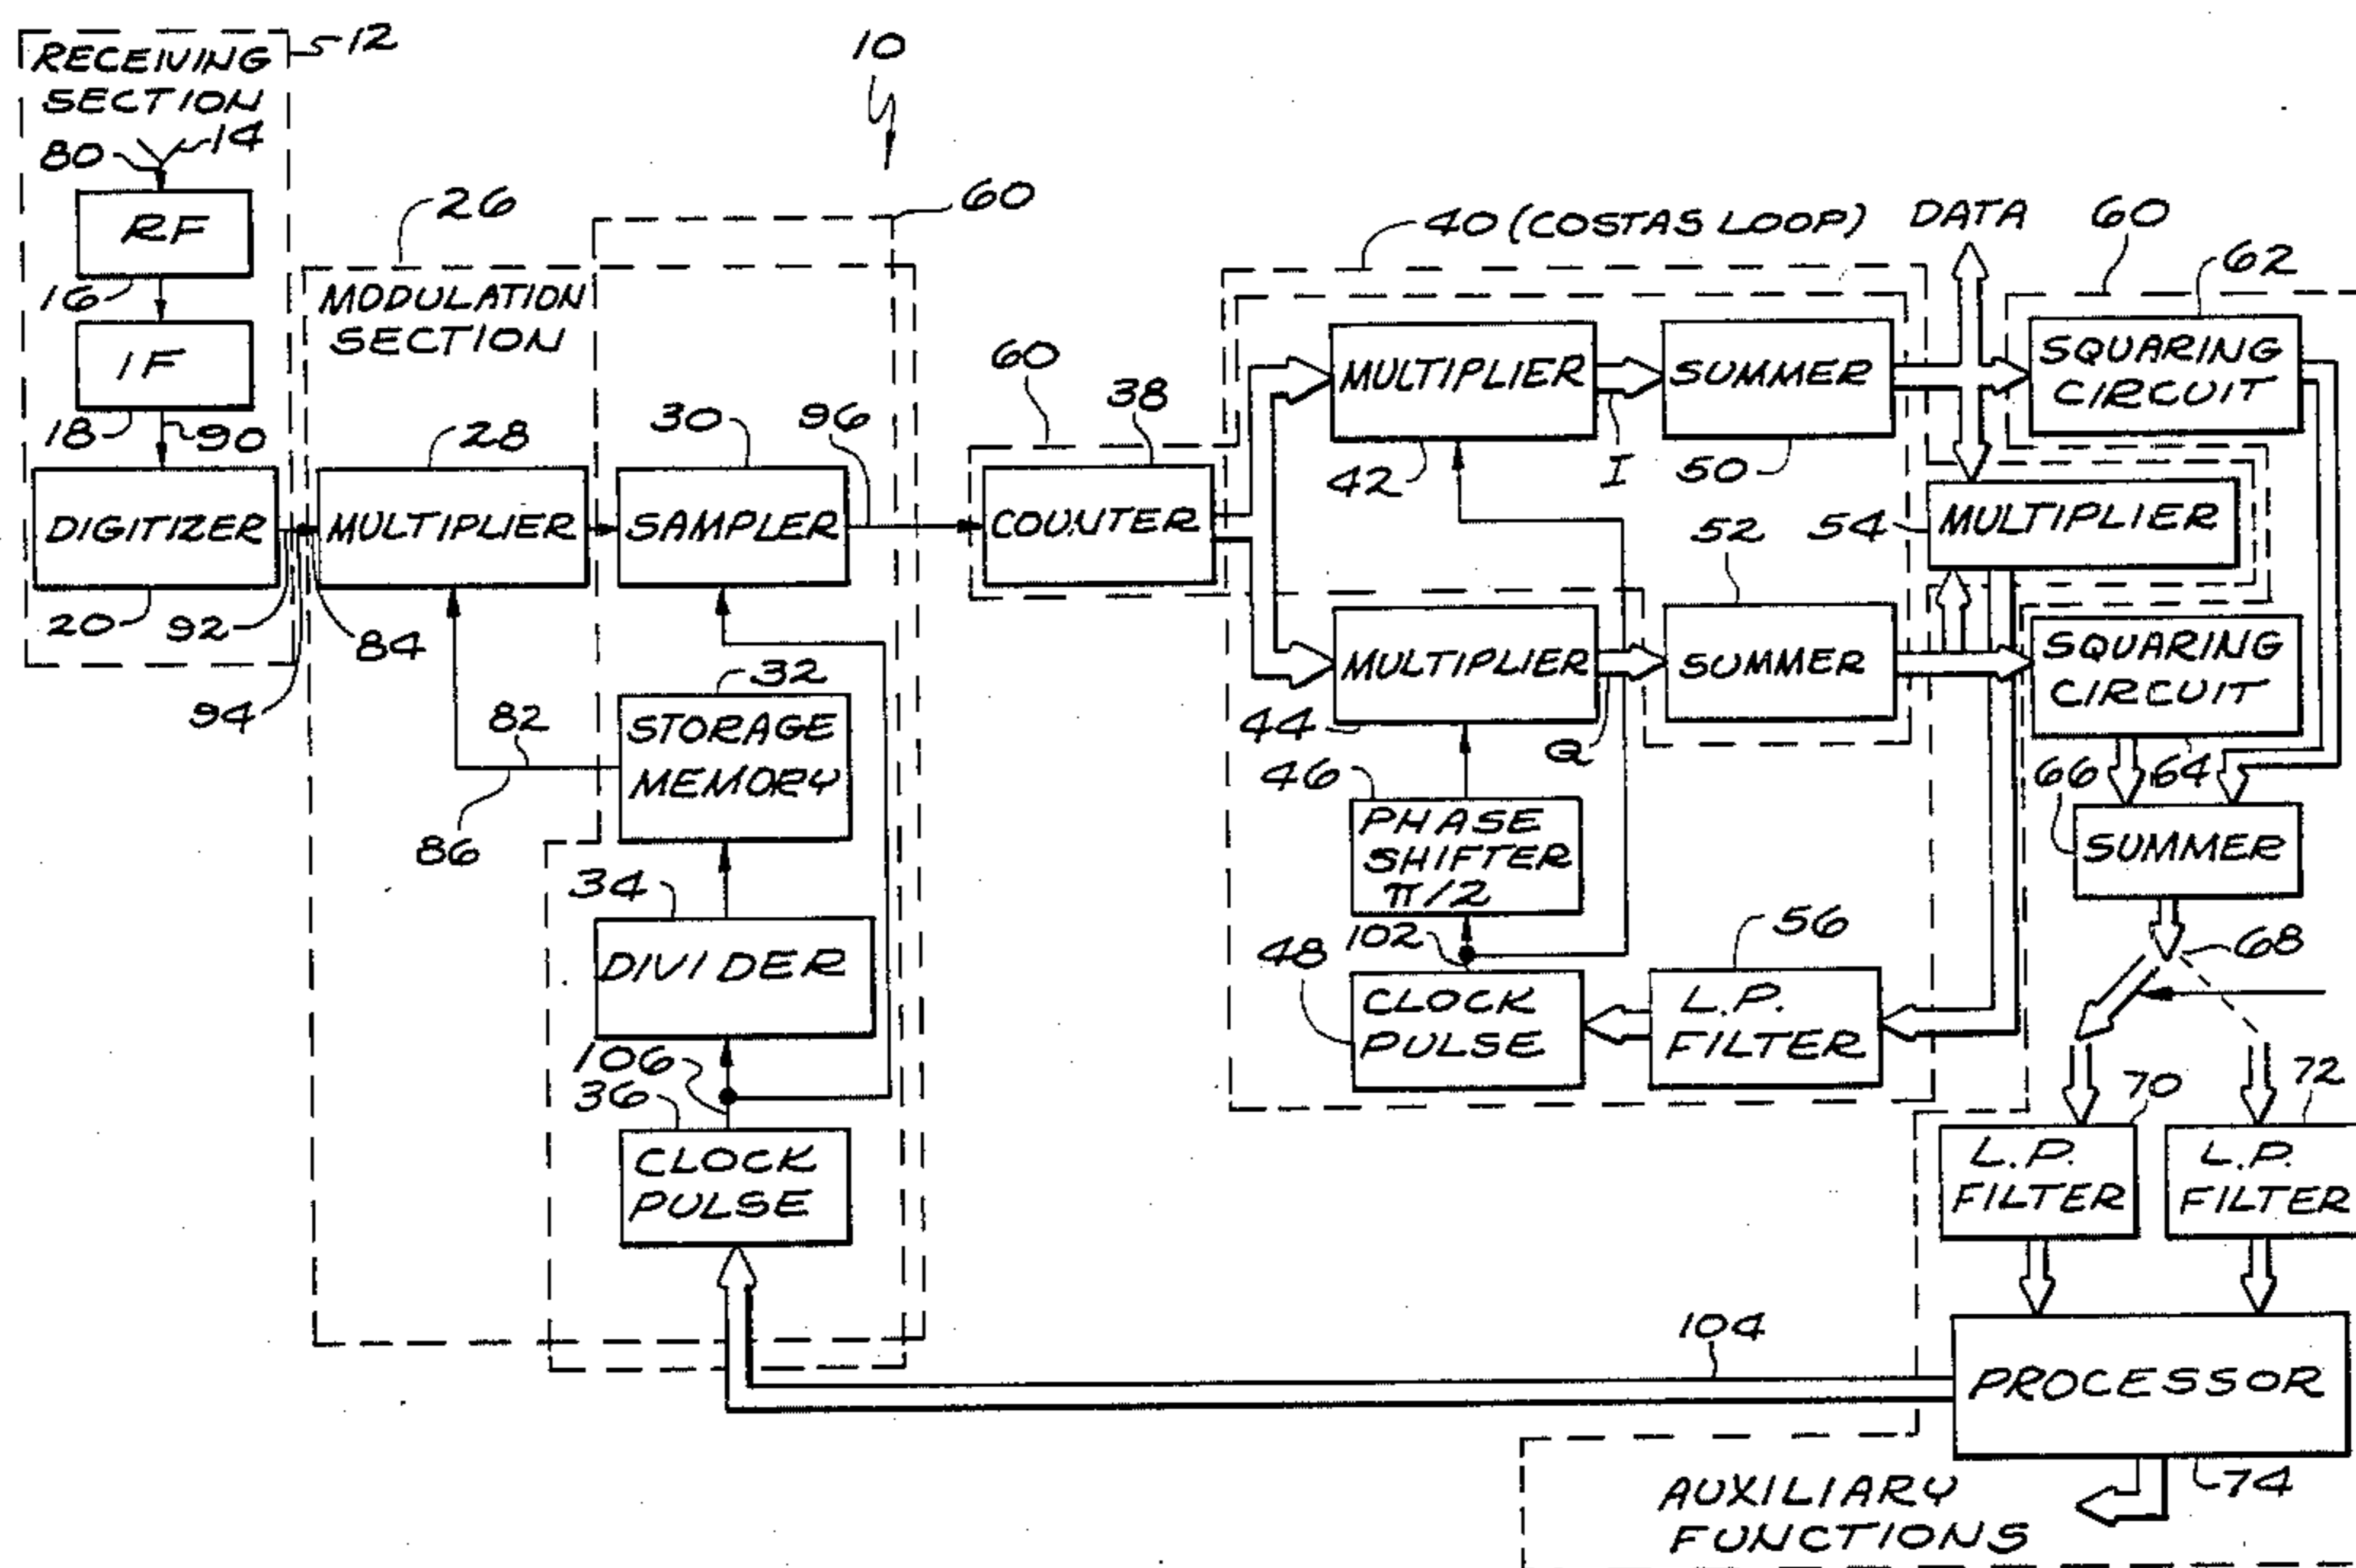 RECEIVING
SECTION
12
80
14
RF
16
IF
18
90
DIGITIZER
20
92
94
84
10
26
60
MODULATION
SECTION
28
MULTIPLIER
30
SAMPLER
96
32
STORAGE
MEMORY
82
86
34
DIVIDER
106
36
CLOCK
PULSE
60
38
COUNTER
40 (COSTAS LOOP)
DATA
60
62
MULTIPLIER
42
I
SUMMER
50
SQUARING
CIRCUIT
54
MULTIPLIER
52
MULTIPLIER
44
Q
SUMMER
SQUARING
CIRCUIT
64
66
SUMMER
46
PHASE
SHIFTER
π/2
102
48
CLOCK
PULSE
56
L.P.
FILTER
68
70
L.P.
FILTER
72
L.P.
FILTER
104
PROCESSOR
74
AUXILIARY
FUNCTIONS